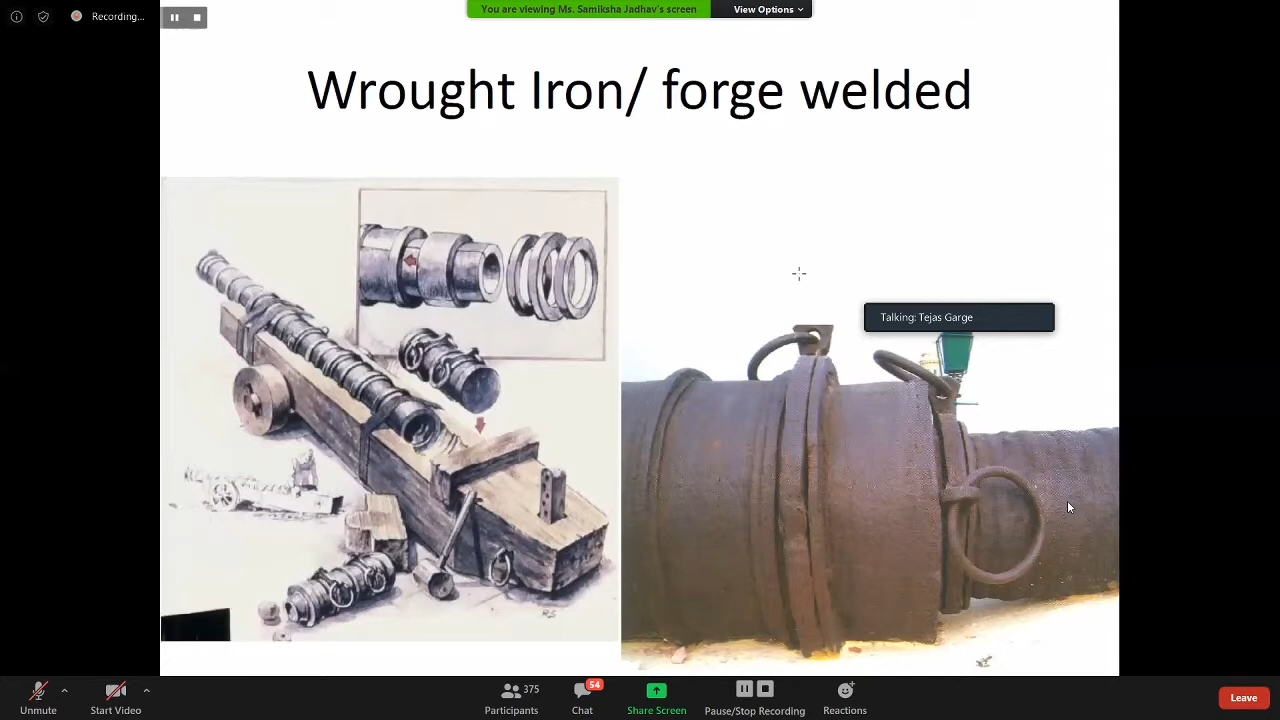 Recording...
You are viewing Ms. Samiksha Jadhav's screen
View Options
Wrought Iron/ forge welded
Talking: Tejas Garge
RS
Unmute
Start Video
375
Participants
54
Chat
Share Screen
Pause/Stop Recording
Reactions
Leave